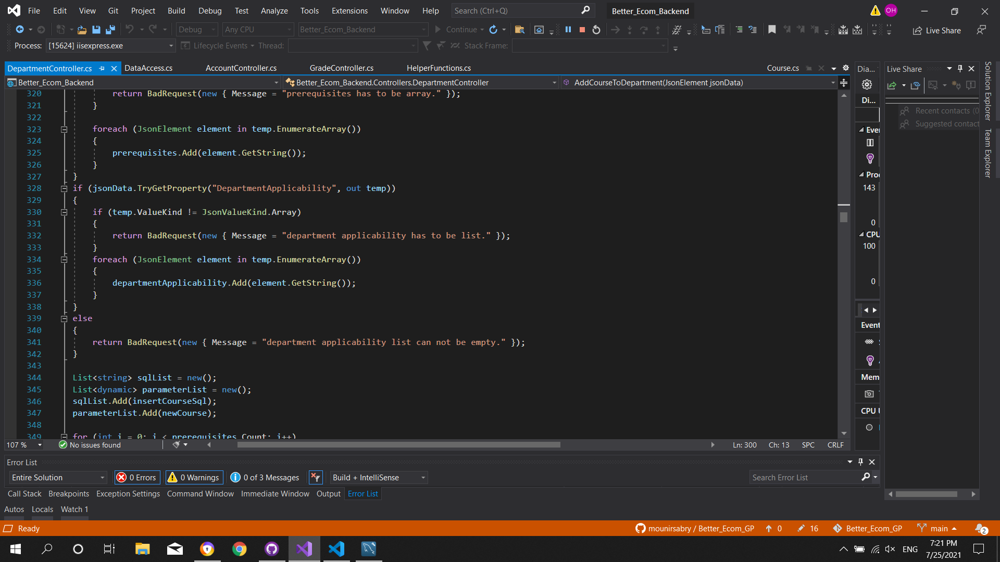 File Edit View Git Project Build Debug Test Analyze Tools Extensions Window Help Search (Ctrl+Q) Better_Ecom_Backend OH
Debug Any CPU Better_Ecom_Backend Continue Live Share
Process: [15624] iisexpress.exe Lifecycle Events Thread: Stack Frame:
DepartmentController.cs DataAccess.cs AccountController.cs GradeController.cs HelperFunctions.cs Course.cs
Better_Ecom_Backend Better_Ecom_Backend.Controllers.DepartmentController AddCourseToDepartment(JsonElement jsonData)
320 return BadRequest(new { Message = "prerequisites has to be array." });
321 }
322
323 foreach (JsonElement element in temp.EnumerateArray())
324 {
325 prerequisites.Add(element.GetString());
326 }
327 }
328 if (jsonData.TryGetProperty("DepartmentApplicability", out temp))
329 {
330 if (temp.ValueKind != JsonValueKind.Array)
331 {
332 return BadRequest(new { Message = "department applicability has to be list." });
333 }
334 foreach (JsonElement element in temp.EnumerateArray())
335 {
336 departmentApplicability.Add(element.GetString());
337 }
338 }
339 else
340 {
341 return BadRequest(new { Message = "department applicability list can not be empty." });
342 }
343
344 List<string> sqlList = new();
345 List<dynamic> parameterList = new();
346 sqlList.Add(insertCourseSql);
347 parameterList.Add(newCourse);
348
349 for (int i = 0; i < prerequisites.Count; i++)
107 % No issues found Ln: 300 Ch: 13 SPC CRLF
Dia...
Di...
Eve
Pro
143
0
CPU
100
0
Event
Mem
CPU U
Live Share
Recent contacts (0
Suggested contact
Solution Explorer
Team Explorer
Error List
Entire Solution 0 Errors 0 Warnings 0 of 3 Messages Build + IntelliSense Search Error List
Call Stack Breakpoints Exception Settings Command Window Immediate Window Output Error List
Autos Locals Watch 1
Ready mounirsabry / Better_Ecom_GP 0 16 Better_Ecom_GP main 2
ENG 7:21 PM
7/25/2021